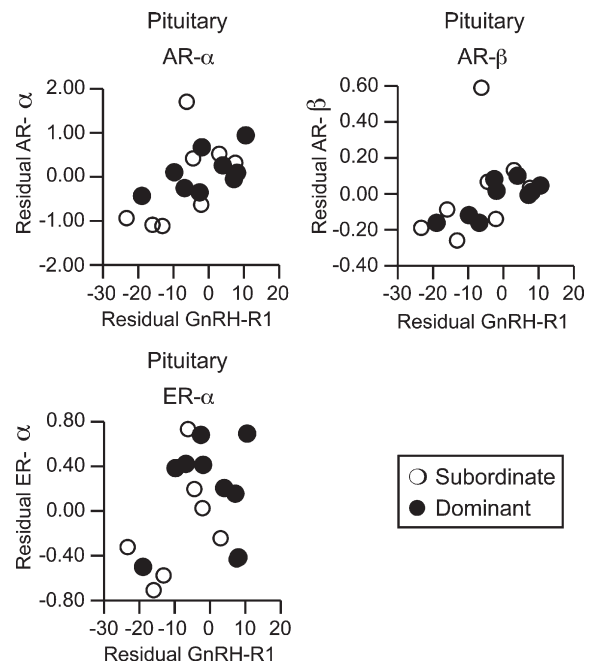 Pituitary
AR-α
Residual AR- α
2.00
1.00
0.00
-1.00
-2.00
-30 -20 -10 0 10 20
Residual GnRH-R1
Pituitary
AR-β
Residual AR- β
0.60
0.40
0.20
0.00
-0.20
-0.40
-30 -20 -10 0 10 20
Residual GnRH-R1
Pituitary
ER-α
Residual ER- α
0.80
0.40
0.00
-0.40
-0.80
-30 -20 -10 0 10 20
Residual GnRH-R1
Subordinate
Dominant